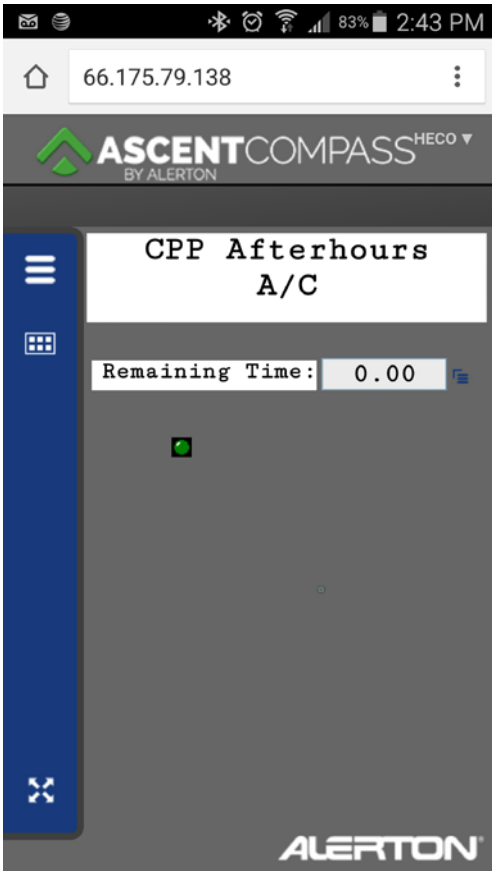 83% 2:43 PM
66.175.79.138
ASCENTCOMPASS HECO ▼
BY ALERTON
CPP Afterhours
A/C
Remaining Time: 0.00
ALERTON